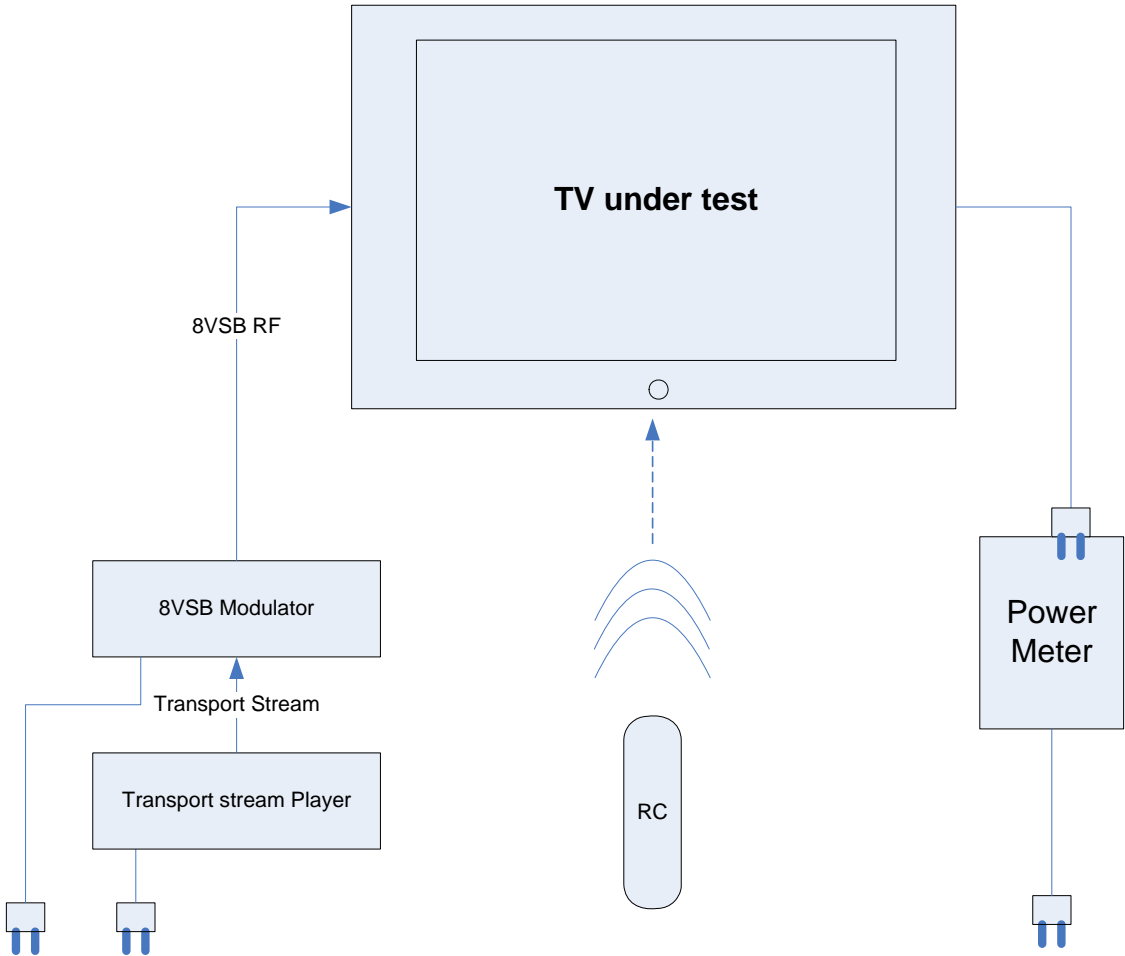 TV under test
8VSB RF
8VSB Modulator
Power
Meter
Transport Stream
Transport stream Player
RC